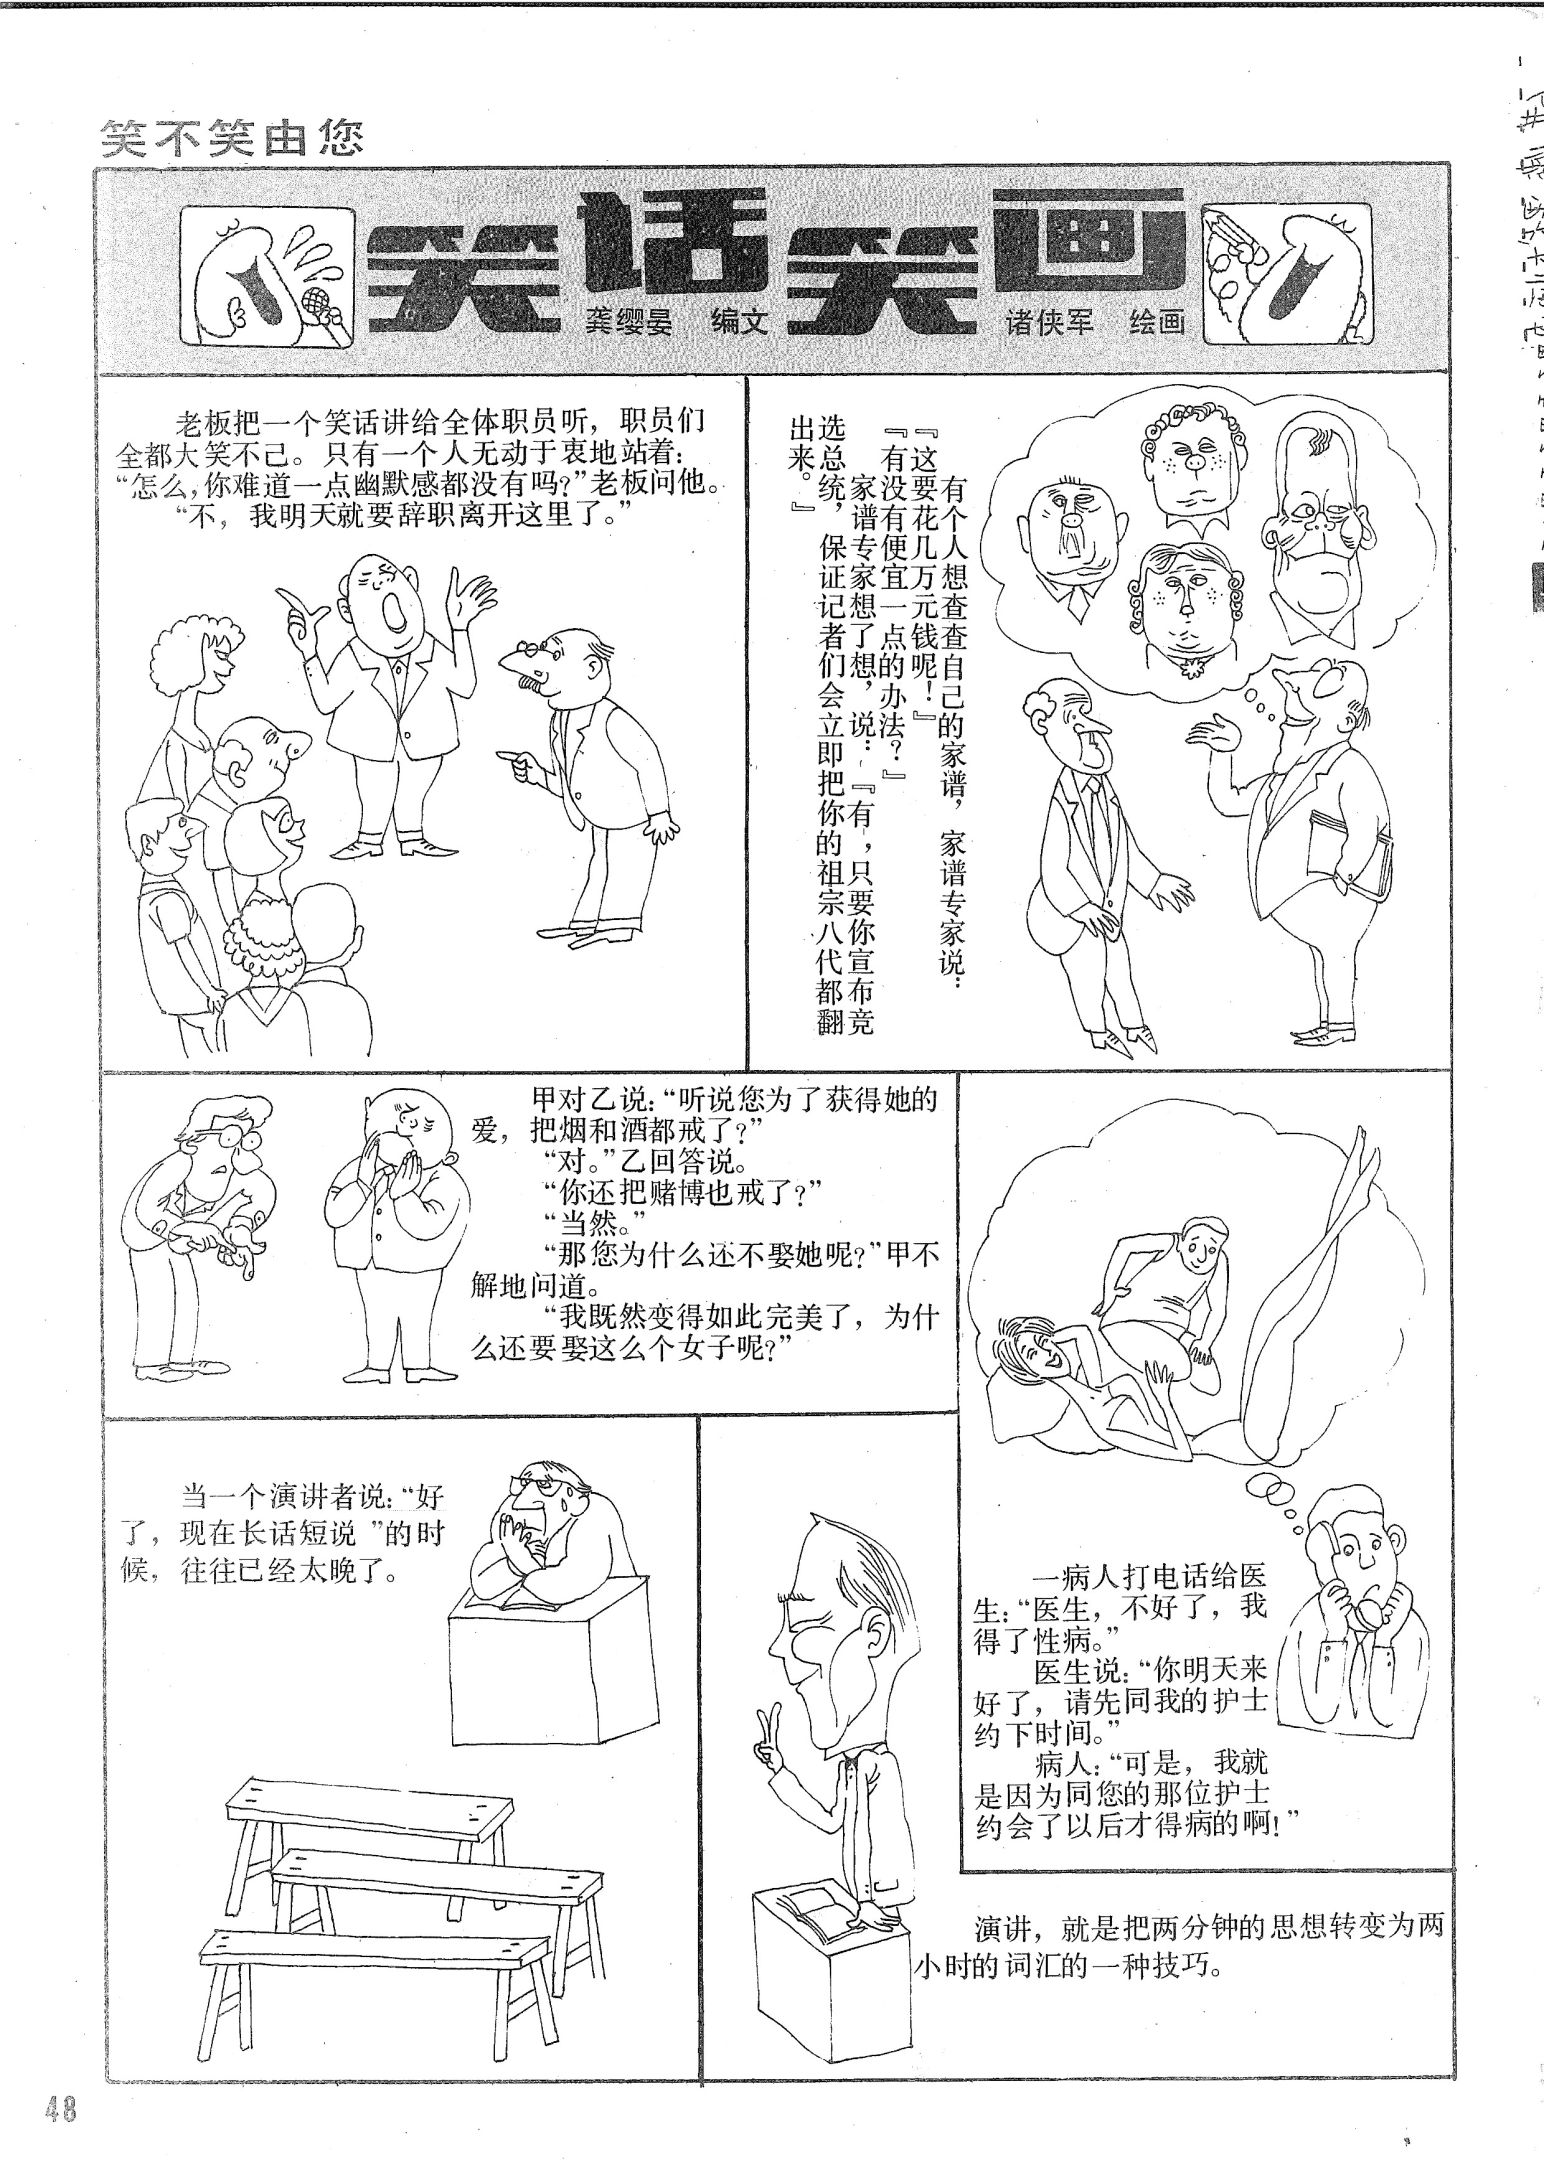 笑不笑由您
笑话笑画
龚缨晏　编文
诸侠军　绘画
老板把一个笑话讲给全体职员听，职员们
全都大笑不己。只有一个人无动于衷地站着：
“怎么，你难道一点幽默感都没有吗？”老板问他。
“不，我明天就要辞职离开这里了。”
有个人想查查自己的家谱，家谱专家说：
『这要花几万元钱呢！』
『有没有便宜一点的办法？』
家谱专家想了想，说：『有，只要你宣布竞
选总统，保证记者们会立即把你的祖宗八代都翻
出来。』
甲对乙说：“听说您为了获得她的
爱，把烟和酒都戒了？”
“对。”乙回答说。
“你还把赌博也戒了？”
“当然。”
“那您为什么还不娶她呢？”甲不
解地问道。
“我既然变得如此完美了，为什
么还要娶这么个女子呢？”
一病人打电话给医
生：“医生，不好了，我
得了性病。”
医生说：“你明天来
好了，请先同我的护士
约下时间。”
病人：“可是，我就
是因为同您的那位护士
约会了以后才得病的啊！”
当一个演讲者说：“好
了，现在长话短说”的时
候，往往已经太晚了。
演讲，就是把两分钟的思想转变为两
小时的词汇的一种技巧。
48